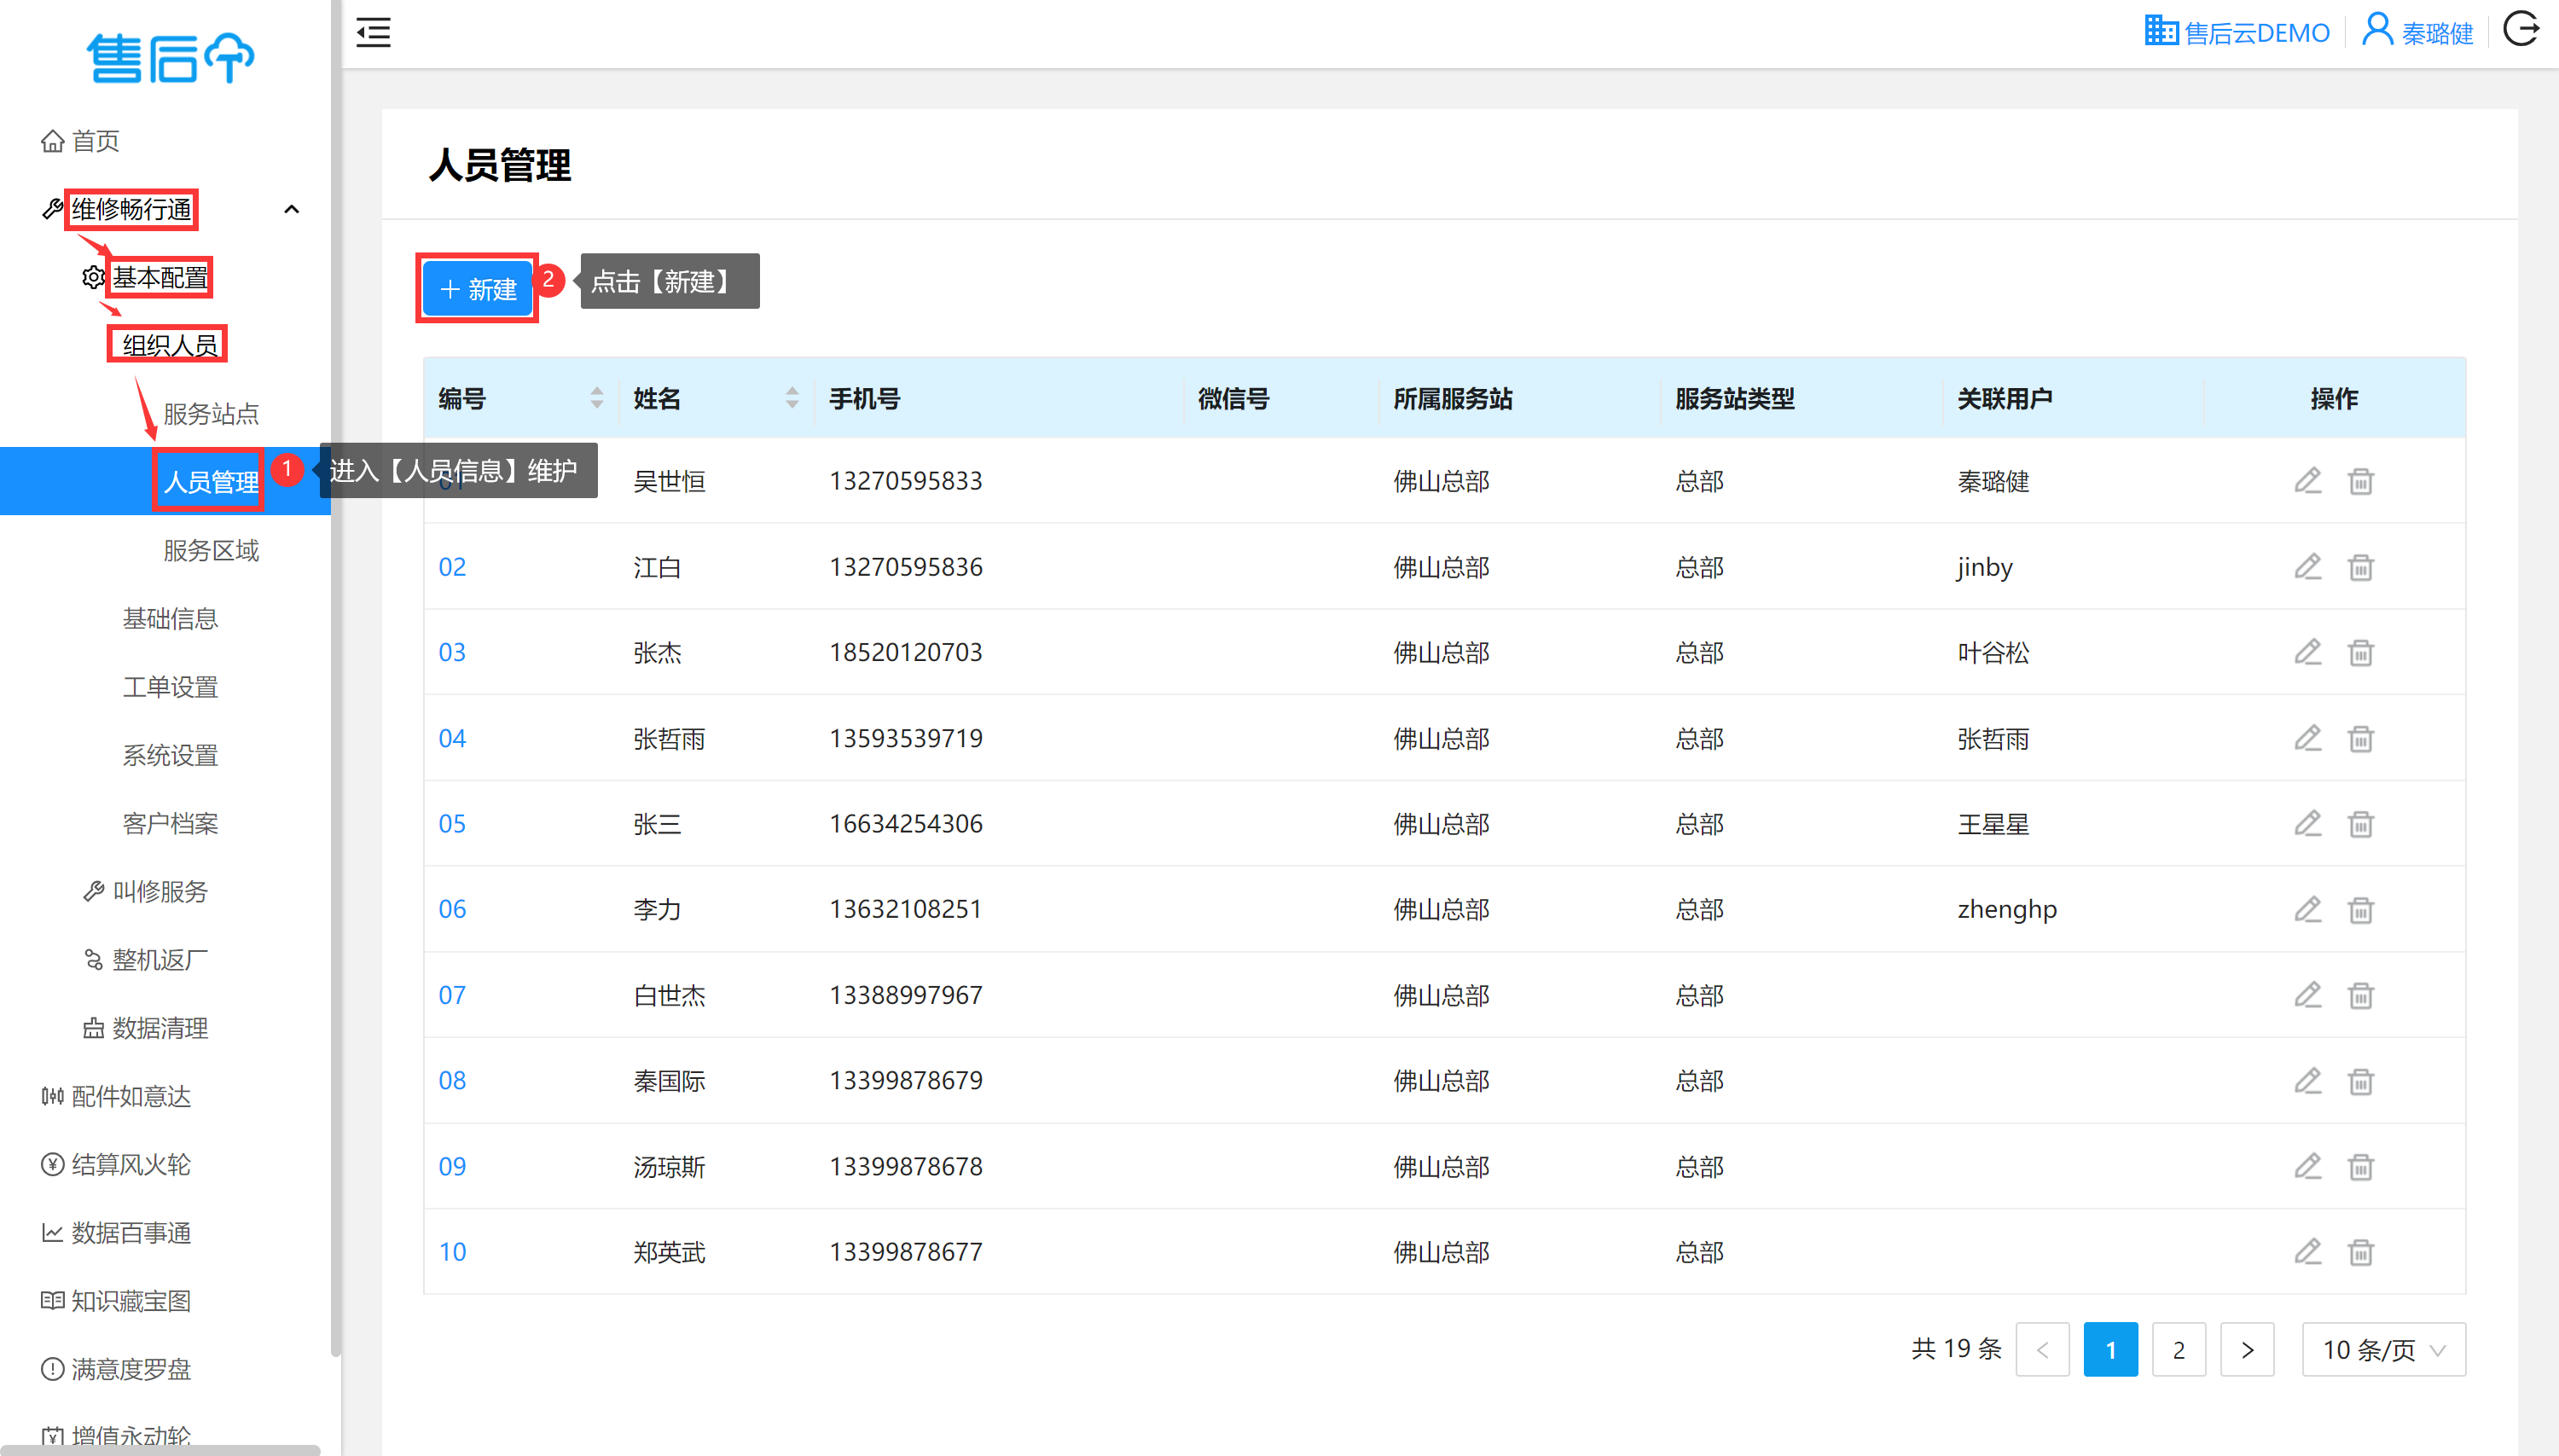 售后
售后云DEMO
秦璐健
首页
维修畅行通
基本配置
组织人员
服务站点
人员管理
服务区域
基础信息
工单设置
系统设置
客户档案
叫修服务
整机返厂
数据清理
配件如意达
结算风火轮
数据百事通
知识藏宝图
满意度罗盘
增值永动轮
1
进入【人员信息】维护
人员管理
新建
2
点击【新建】
编号 姓名 手机号 微信号 所属服务站 服务站类型 关联用户 操作
01 吴世恒 13270595833 佛山总部 总部 秦璐健
02 江白 13270595836 佛山总部 总部 jinby
03 张杰 18520120703 佛山总部 总部 叶谷松
04 张哲雨 13593539719 佛山总部 总部 张哲雨
05 张三 16634254306 佛山总部 总部 王星星
06 李力 13632108251 佛山总部 总部 zhenghp
07 白世杰 13388997967 佛山总部 总部
08 秦国际 13399878679 佛山总部 总部
09 汤琼斯 13399878678 佛山总部 总部
10 郑英武 13399878677 佛山总部 总部
共 19 条 < 1 2 > 10 条/页